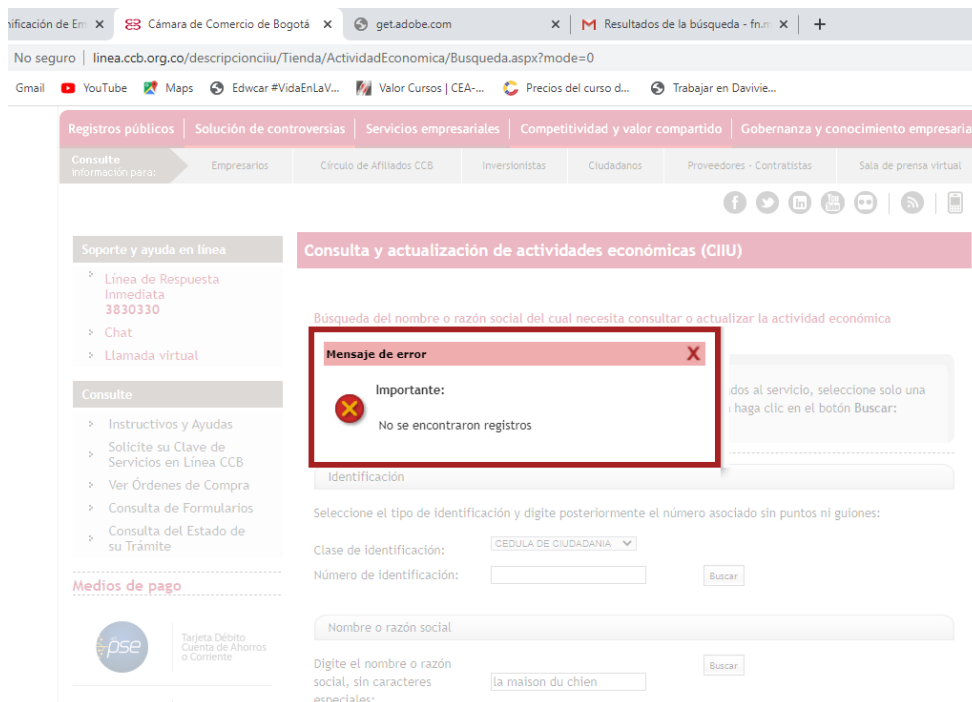 nificación de Em
Cámara de Comercio de Bogotá
get.adobe.com
Resultados de la búsqueda - fn.m
No seguro | linea.ccb.org.co/descripcionciiu/Tienda/ActividadEconomica/Busqueda.aspx?mode=0
Gmail
YouTube
Maps
Edwcar #VidaEnLaV...
Valor Cursos | CEA-...
Precios del curso d...
Trabajar en Davivie...
Registros públicos
Solución de controversias
Servicios empresariales
Competitividad y valor compartido
Gobernanza y conocimiento empresaria
Consulte
información para:
Empresarios
Círculo de Afiliados CCB
Inversionistas
Ciudadanos
Proveedores - Contratistas
Sala de prensa virtual
Soporte y ayuda en línea
Línea de Respuesta
Inmediata
3830330
Chat
Llamada virtual
Consulte
Instructivos y Ayudas
Solicite su Clave de
Servicios en Línea CCB
Ver Órdenes de Compra
Consulta de Formularios
Consulta del Estado de
su Trámite
Medios de pago
pse
Tarjeta Débito
Cuenta de Ahorros
o Corriente
Consulta y actualización de actividades económicas (CIIU)
Búsqueda del nombre o razón social del cual necesita consultar o actualizar la actividad económica
Mensaje de error
X
Importante:
No se encontraron registros
dos al servicio, seleccione solo una
haga clic en el botón Buscar:
Identificación
Seleccione el tipo de identificación y digite posteriormente el número asociado sin puntos ni guiones:
Clase de identificación:
CEDULA DE CIUDADANIA
Número de identificación:
Buscar
Nombre o razón social
Digite el nombre o razón
social, sin caracteres
especiales:
la maison du chien
Buscar